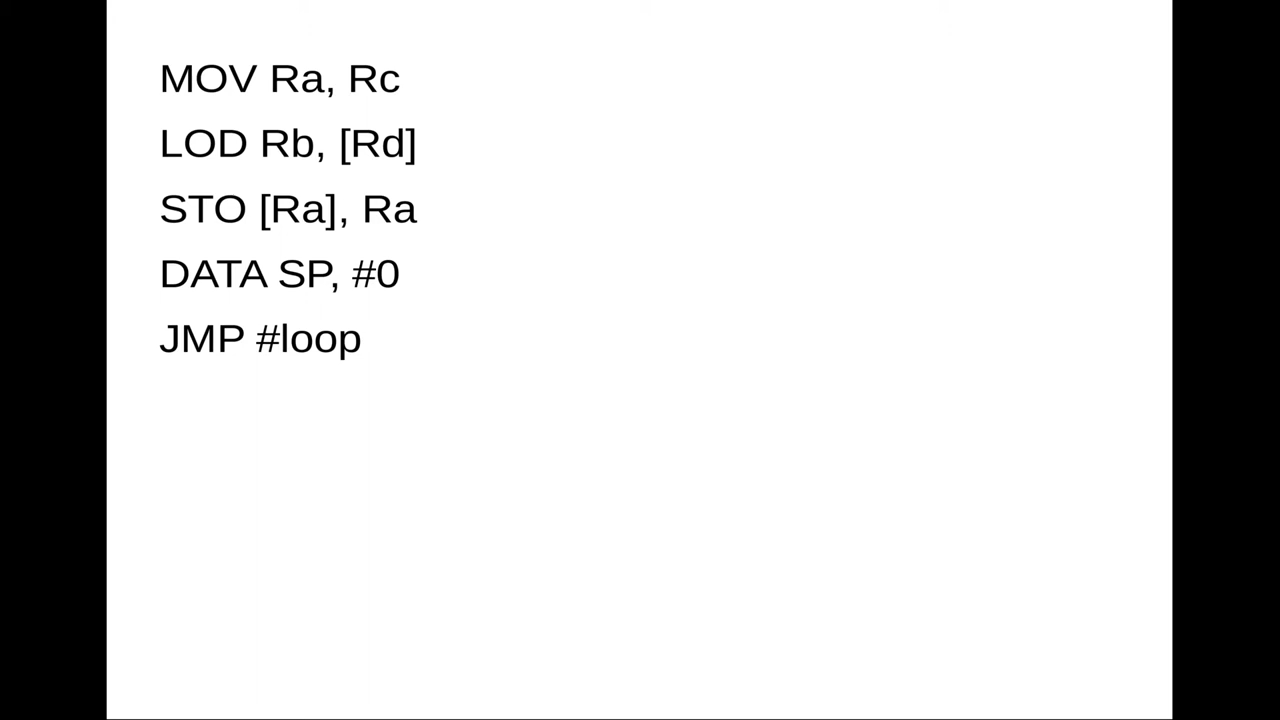 MOV Ra, Rc
LOD Rb, [Rd]
STO [Ra], Ra
DATA SP, #0
JMP #loop